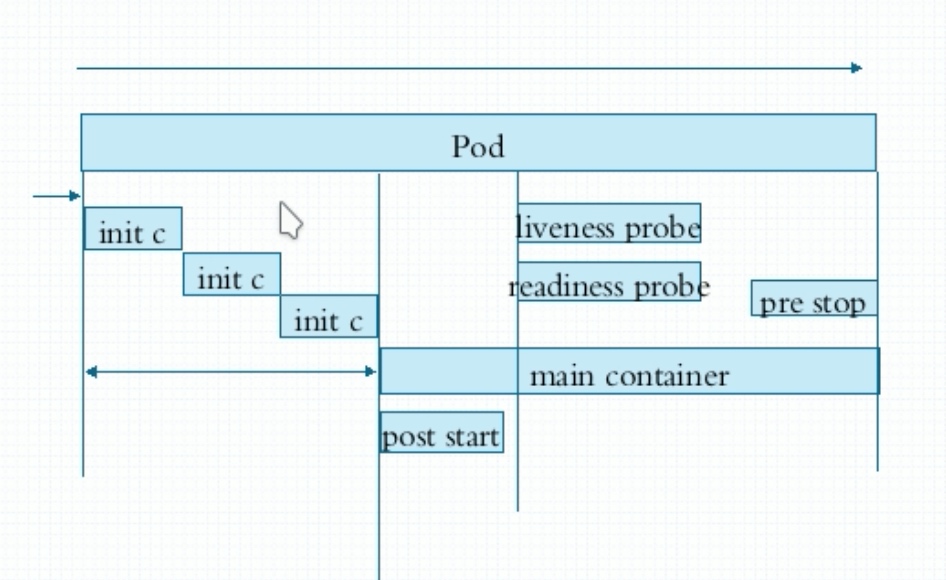 Pod
init c
init c
init c
liveness probe
readiness probe
pre stop
main container
post start